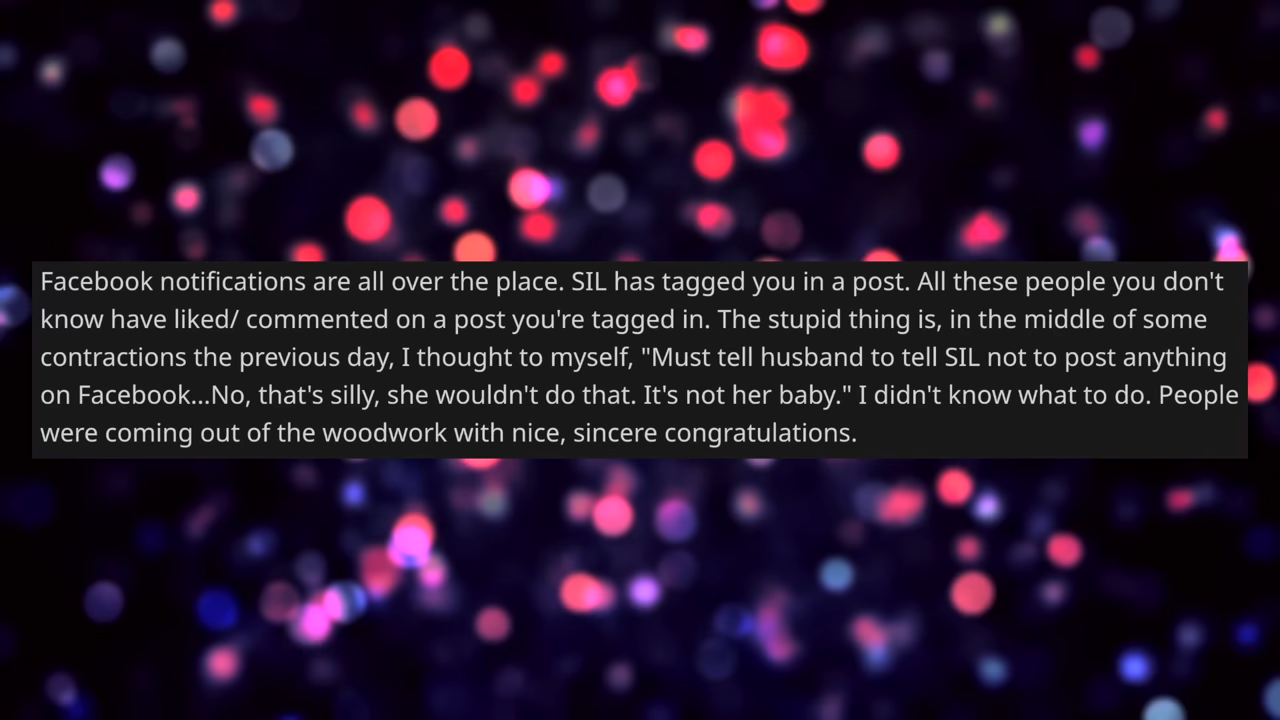 Facebook notifications are all over the place. SIL has tagged you in a post. All these people you don't
know have liked/ commented on a post you're tagged in. The stupid thing is, in the middle of some
contractions the previous day, I thought to myself, "Must tell husband to tell SIL not to post anything
on Facebook...No, that's silly, she wouldn't do that. It's not her baby." I didn't know what to do. People
were coming out of the woodwork with nice, sincere congratulations.